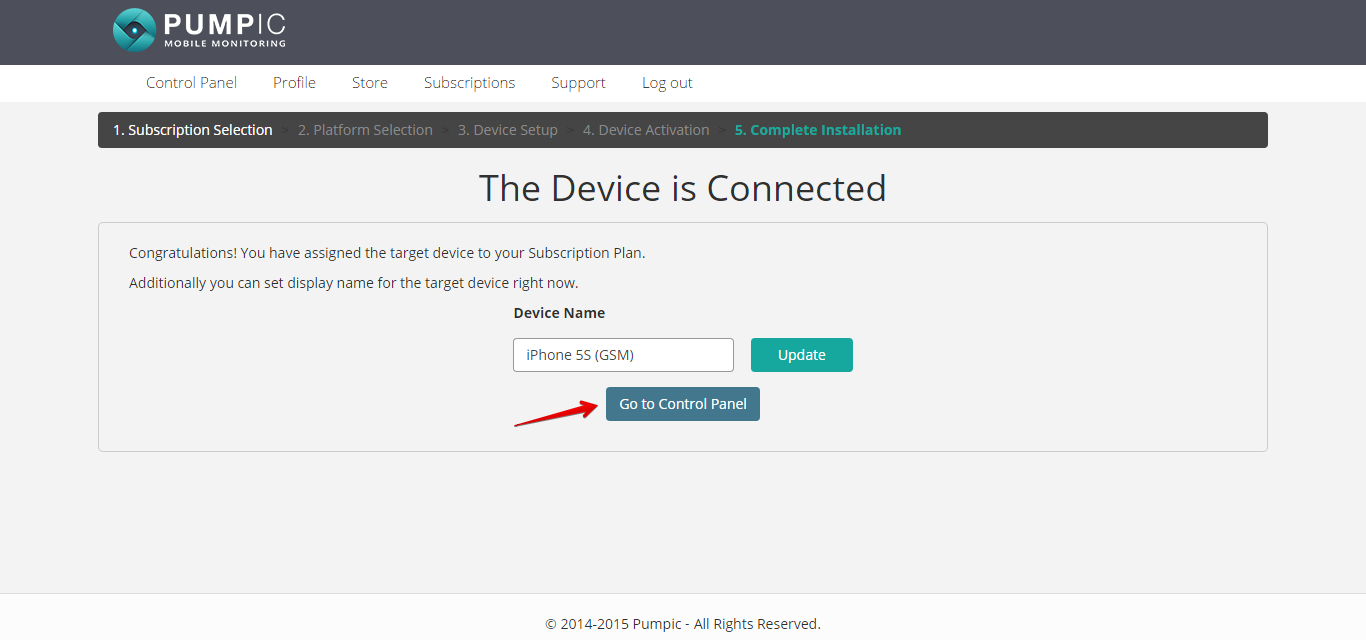 PUMPIC
MOBILE MONITORING
Control Panel Profile Store Subscriptions Support Log out
1. Subscription Selection > 2. Platform Selection > 3. Device Setup > 4. Device Activation > 5. Complete Installation
The Device is Connected
Congratulations! You have assigned the target device to your Subscription Plan.
Additionally you can set display name for the target device right now.
Device Name
iPhone 5S (GSM) Update
Go to Control Panel
© 2014-2015 Pumpic - All Rights Reserved.